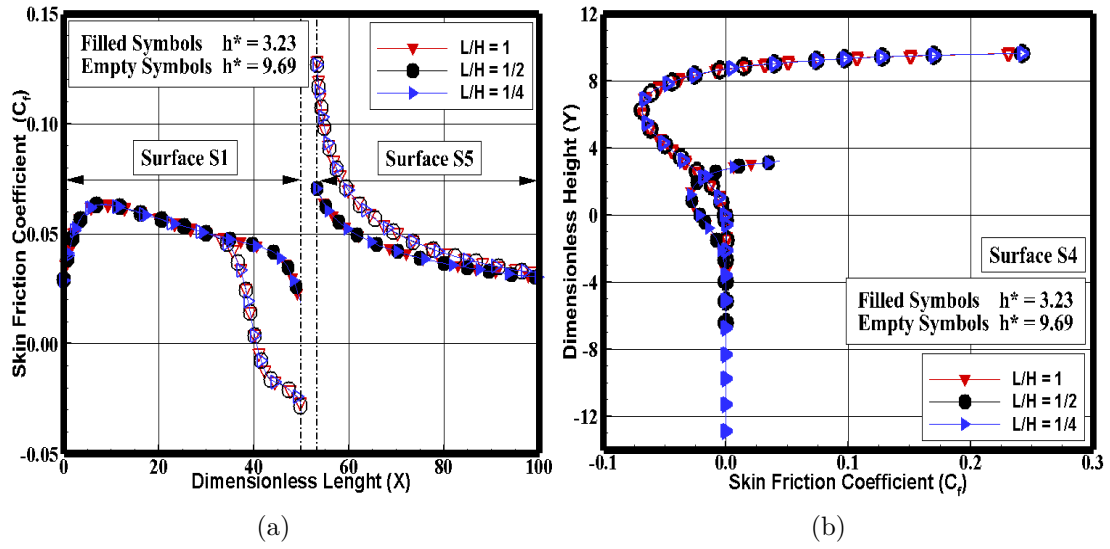 Filled Symbols h* = 3.23
Empty Symbols h* = 9.69
L/H = 1
L/H = 1/2
L/H = 1/4
Surface S1
Surface S5
0.15
0.10
0.05
0.00
-0.05
Skin Friction Coefficient (Cf)
0
20
40
60
80
100
Dimensionless Lenght (X)
(a)
12
8
4
0
-4
-8
-12
Dimensionless Height (Y)
Surface S4
Filled Symbols h* = 3.23
Empty Symbols h* = 9.69
L/H = 1
L/H = 1/2
L/H = 1/4
-0.1
0.0
0.1
0.2
0.3
Skin Friction Coefficient (Cf)
(b)